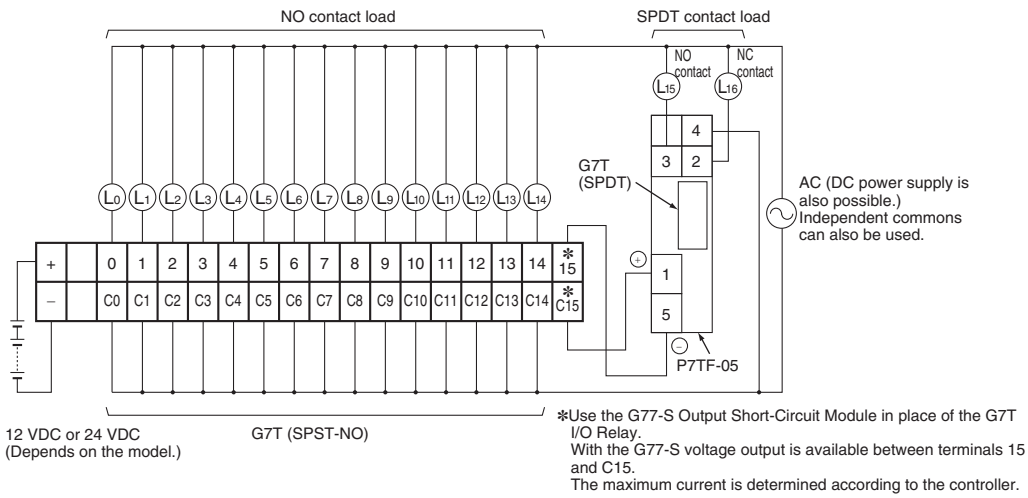 NO contact load
SPDT contact load
NO
contact
NC
contact
L15
L16
4
3 2
G7T
(SPDT)
AC (DC power supply is
also possible.)
Independent commons
can also be used.
L0 L1 L2 L3 L4 L5 L6 L7 L8 L9 L10 L11 L12 L13 L14
+ 0 1 2 3 4 5 6 7 8 9 10 11 12 13 14 *15
+
1
− C0 C1 C2 C3 C4 C5 C6 C7 C8 C9 C10 C11 C12 C13 C14 *C15
5
−
P7TF-05
12 VDC or 24 VDC
(Depends on the model.)
G7T (SPST-NO)
*Use the G77-S Output Short-Circuit Module in place of the G7T
I/O Relay.
With the G77-S voltage output is available between terminals 15
and C15.
The maximum current is determined according to the controller.